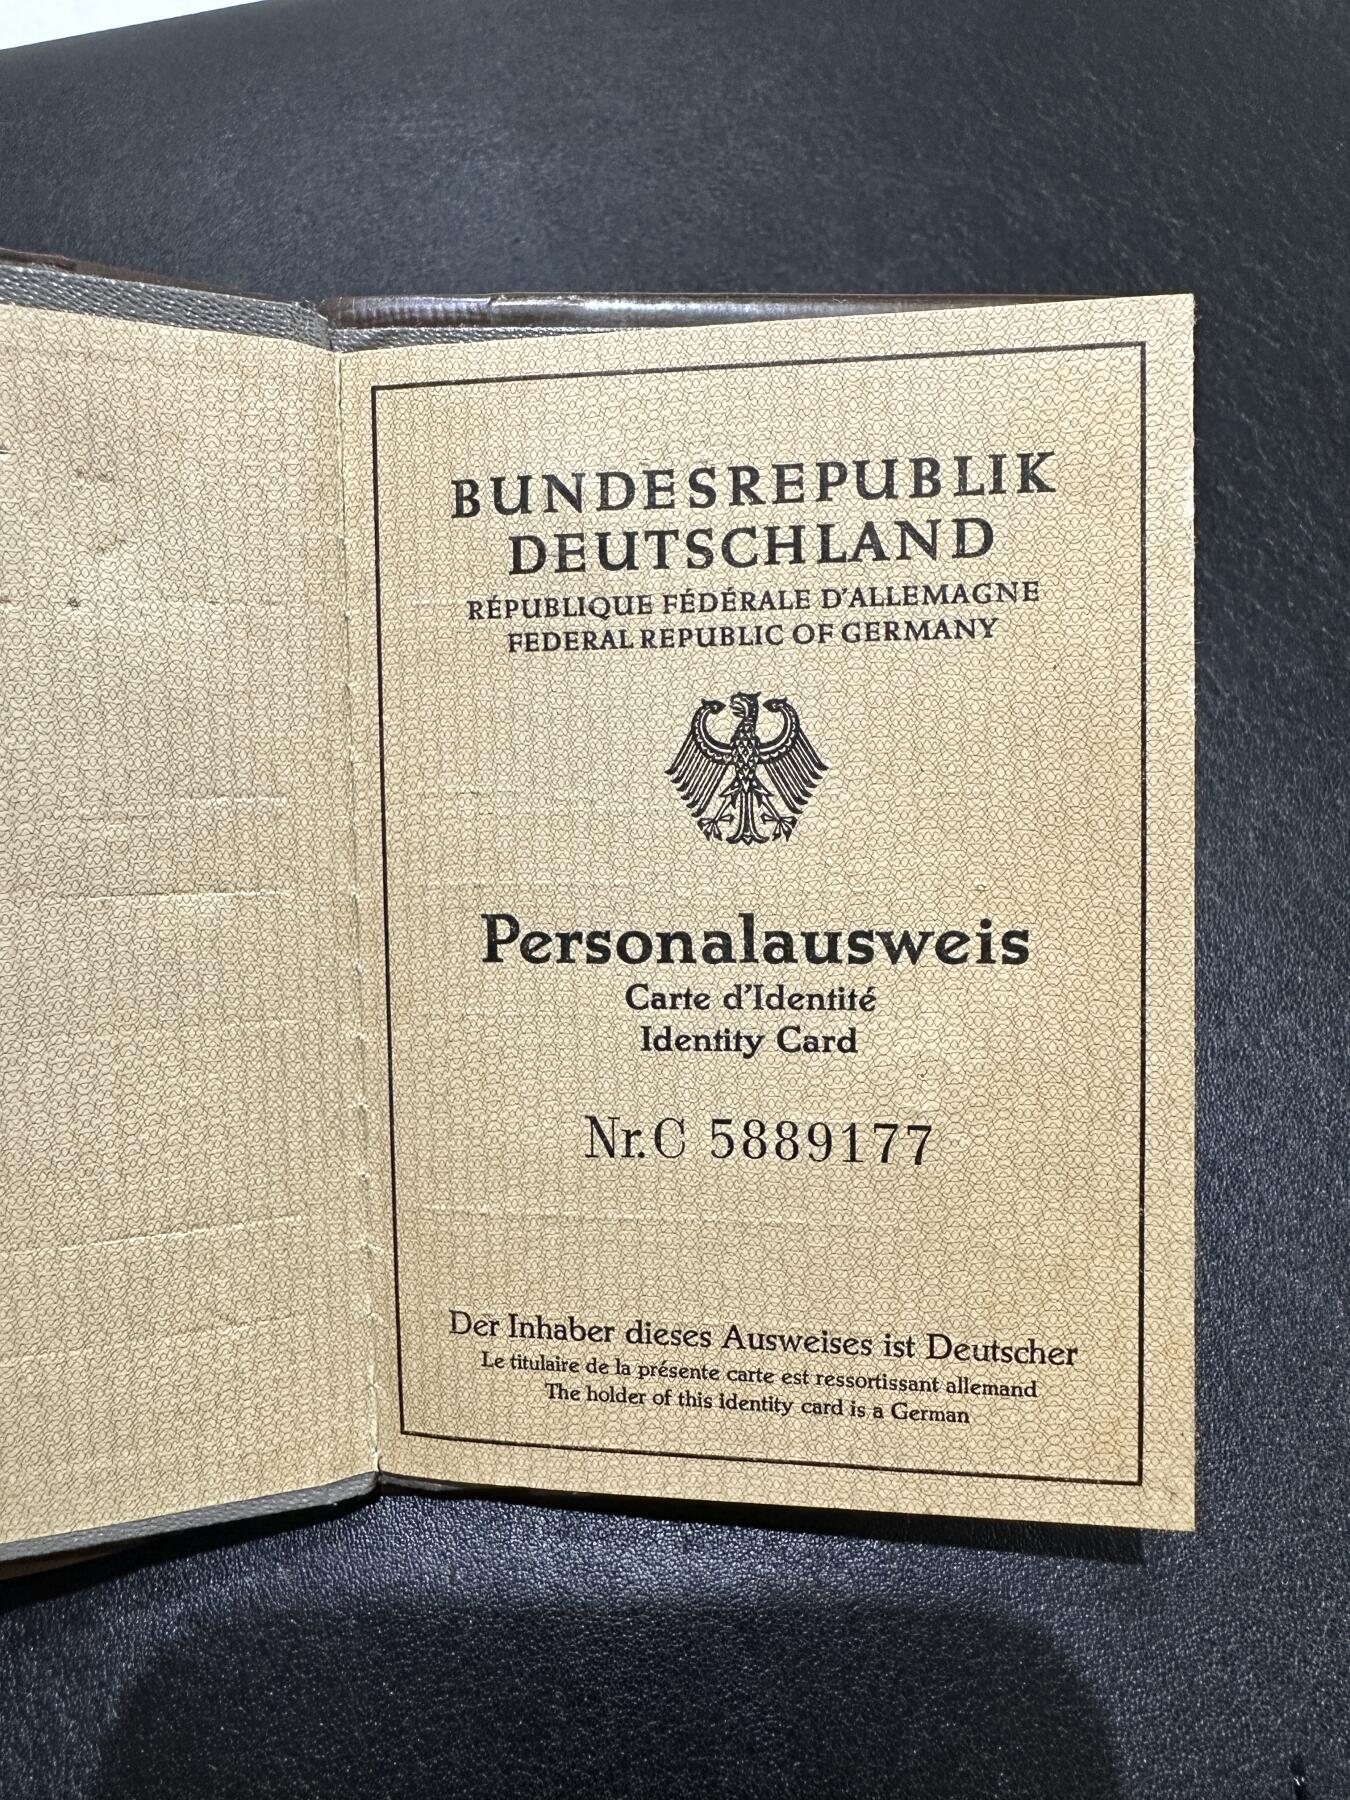 BUNDESREPUBLIK
DEUTSCHLAND
RÉPUBLIQUE FÉDÉRALE D'ALLEMAGNE
FEDERAL REPUBLIC OF GERMANY
Personalausweis
Carte d'Identité
Identity Card
Nr. C 5889177
Der Inhaber dieses Ausweises ist Deutscher
Le titulaire de la présente carte est ressortissant allemand
The holder of this identity card is a German